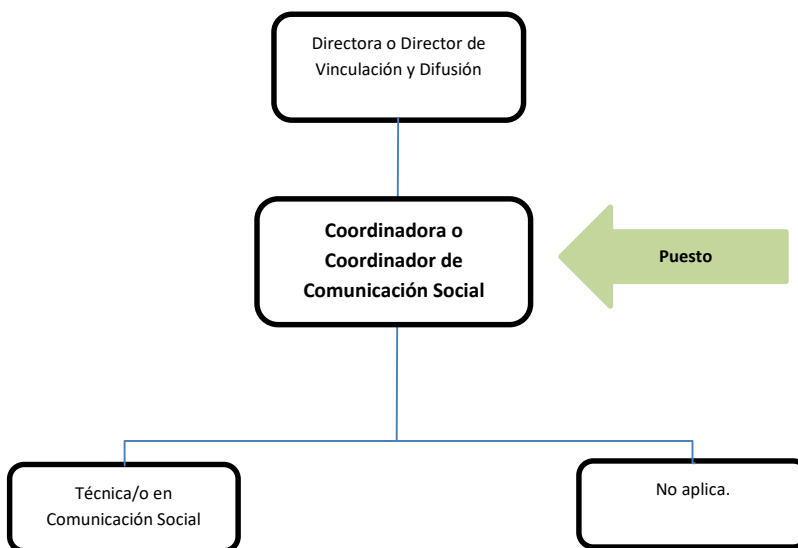 Directora o Director de
Vinculación y Difusión
Coordinadora o
Coordinador de
Comunicación Social
Puesto
Técnica/o en
Comunicación Social
No aplica.